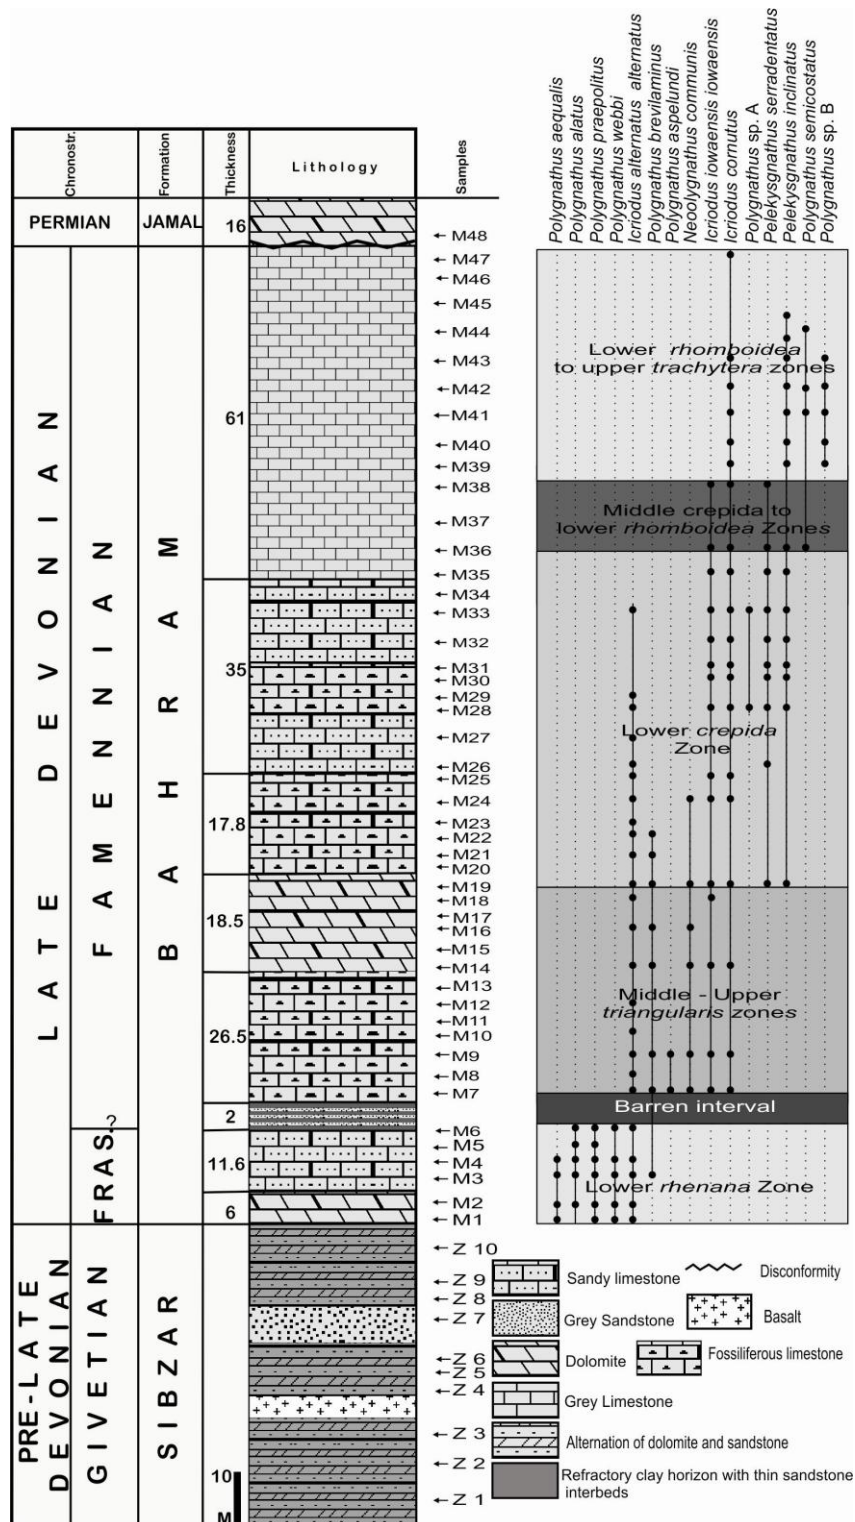 Chronostr.
Formation
Thickness
Lithology
Samples
Polygnathus aequalis
Polygnathus alatus
Polygnathus praepolitus
Polygnathus webbi
Icriodus alternatus alternatus
Polygnathus brevilaminus
Polygnathus aspelundi
Neoolygnathus communis
Icriodus iowaensis iowaensis
Icriodus cornutus
Polygnathus sp. A
Pelekysgnathus serradentatus
Pelekysgnathus inclinatus
Polygnathus semicostatus
Polygnathus sp. B
PERMIAN
JAMAL
16
LATE DEVONIAN
FAMENNIAN
BAHRAM
61
35
17.8
18.5
26.5
2
11.6
6
?
FRAS.
PRE-LATE
DEVONIAN
GIVETIAN
SIBZAR
10
M
M48
M47
M46
M45
M44
M43
M42
M41
M40
M39
M38
M37
M36
M35
M34
M33
M32
M31
M30
M29
M28
M27
M26
M25
M24
M23
M22
M21
M20
M19
M18
M17
M16
M15
M14
M13
M12
M11
M10
M9
M8
M7
M6
M5
M4
M3
M2
M1
Z 10
Z 9
Z 8
Z 7
Z 6
Z 5
Z 4
Z 3
Z 2
Z 1
Lower rhomboidea
to upper trachytera zones
Middle crepida to
lower rhomboidea Zones
Lower crepida
Zone
Middle - Upper
triangularis zones
Barren interval
Lower rhenana Zone
Sandy limestone
Disconformity
Grey Sandstone
Basalt
Dolomite
Fossiliferous limestone
Grey Limestone
Alternation of dolomite and sandstone
Refractory clay horizon with thin sandstone
interbeds